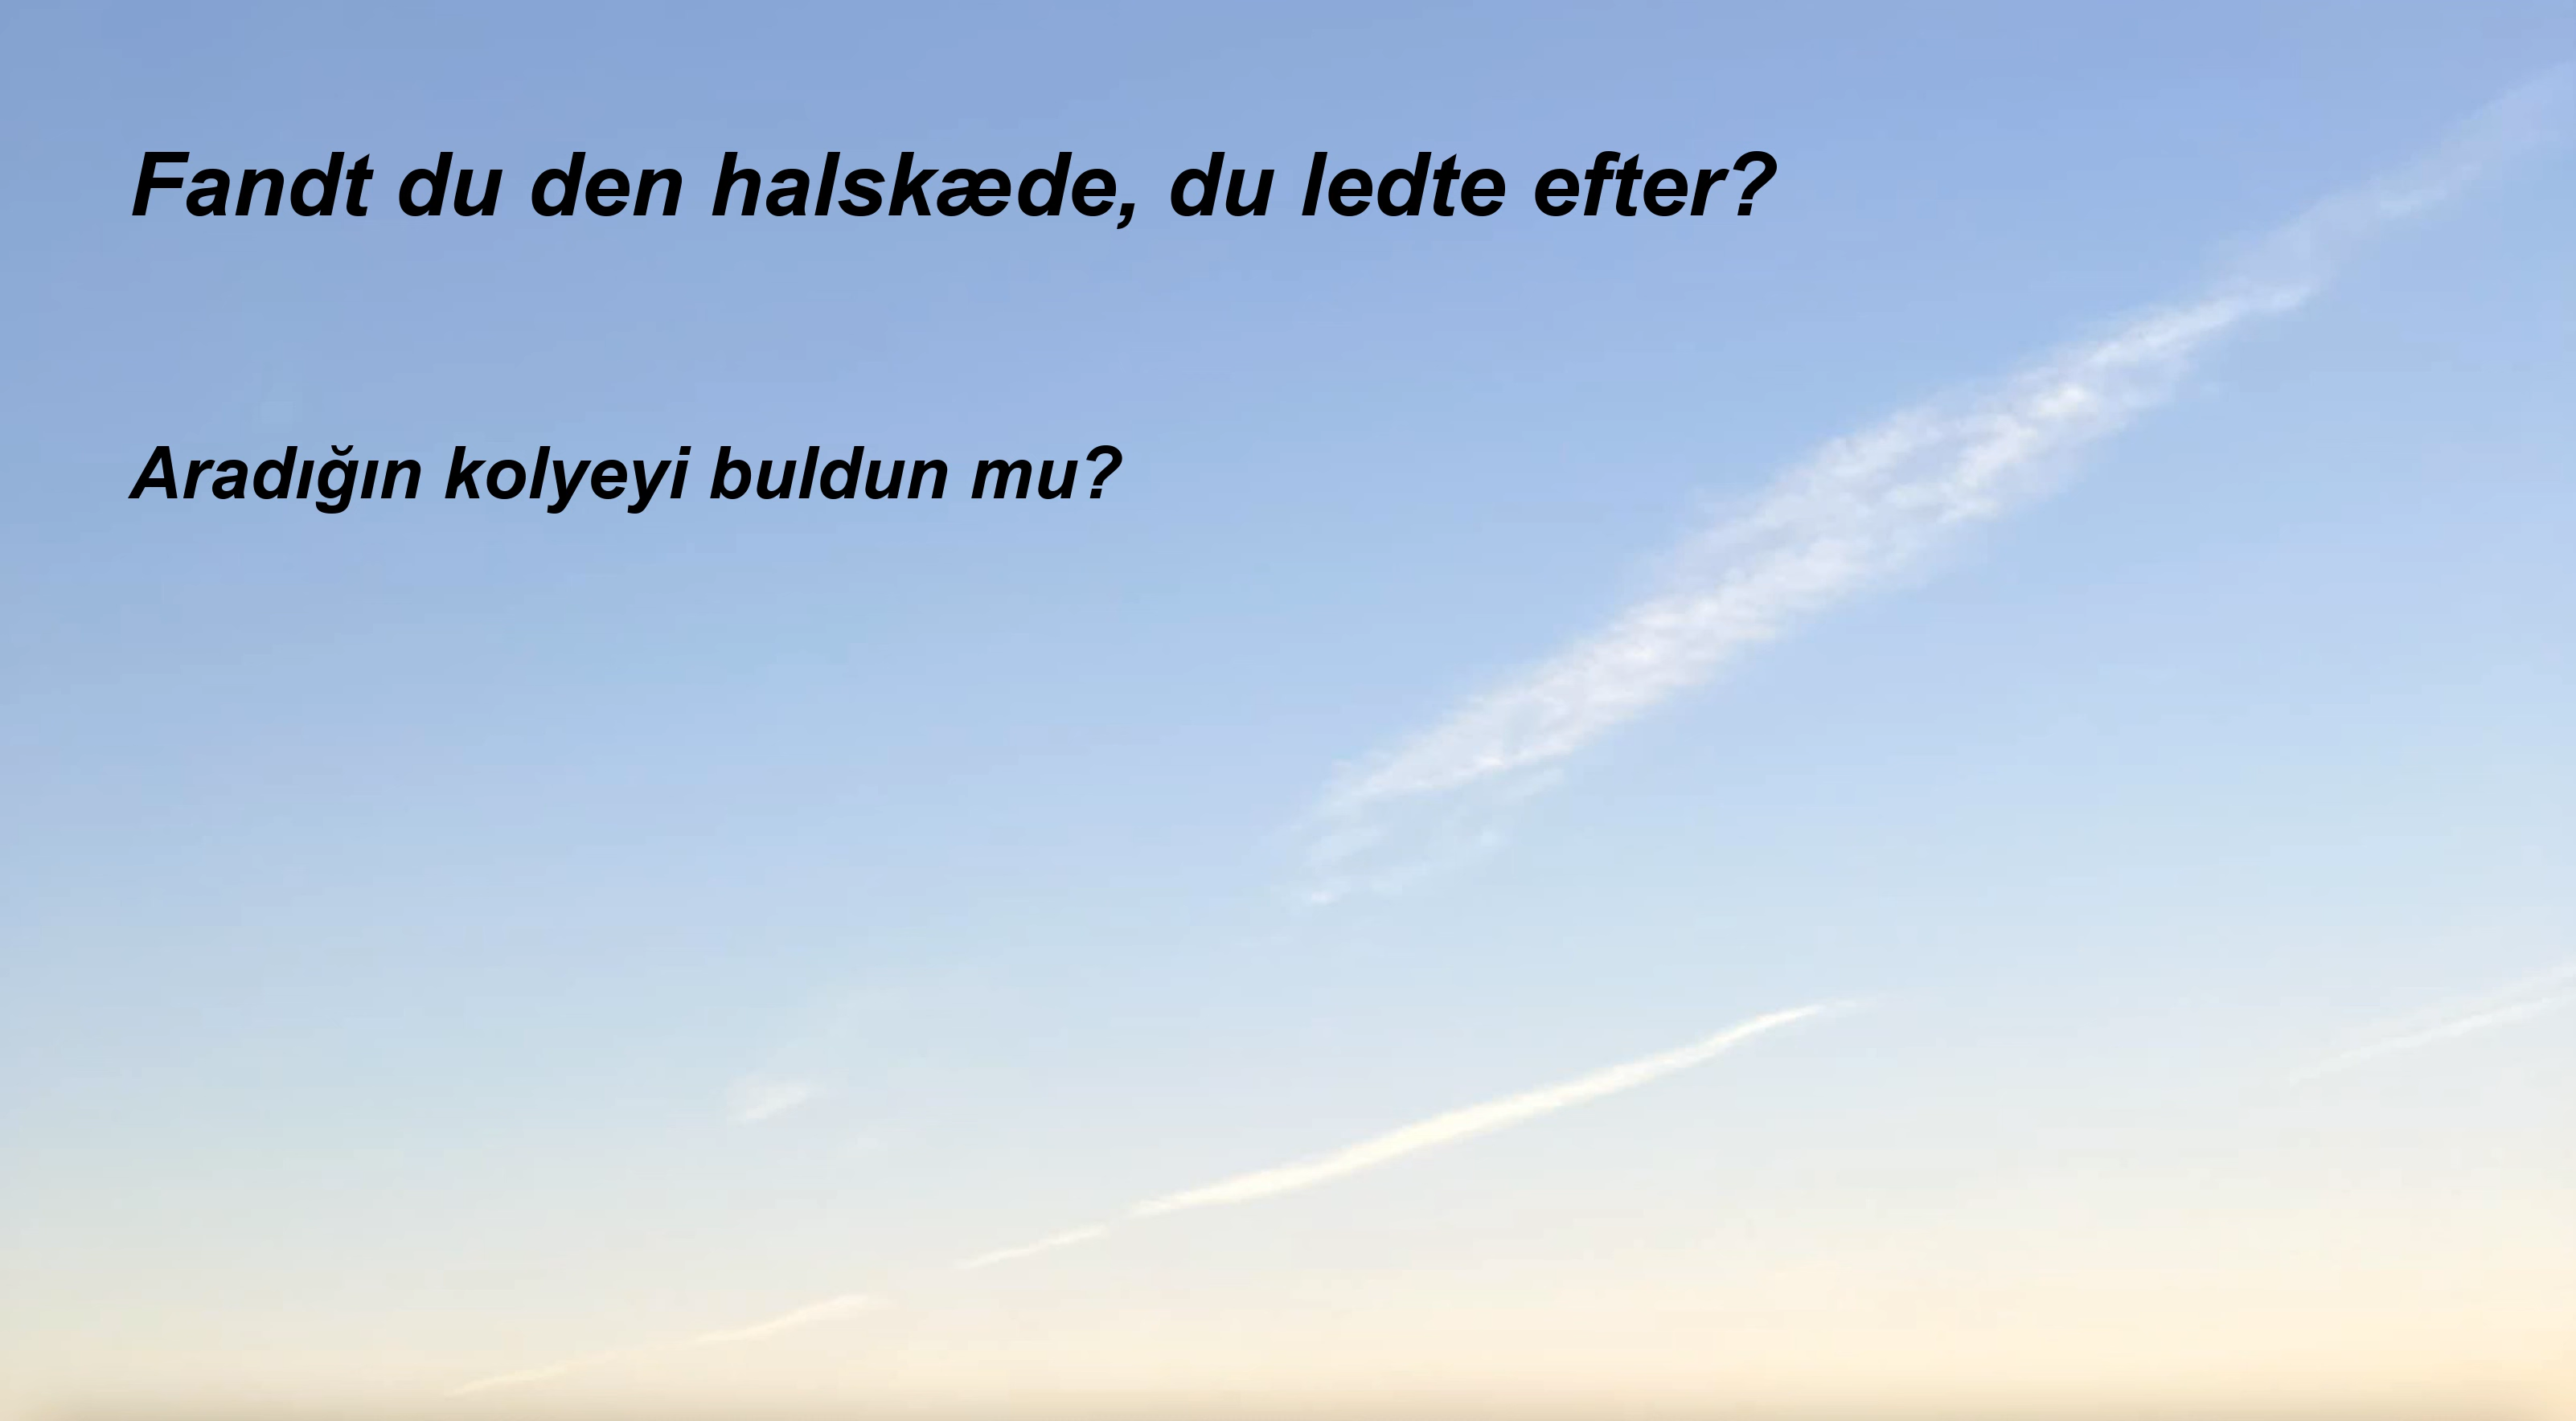 Fandt du den halskæde, du ledte efter?
Aradığın kolyeyi buldun mu?